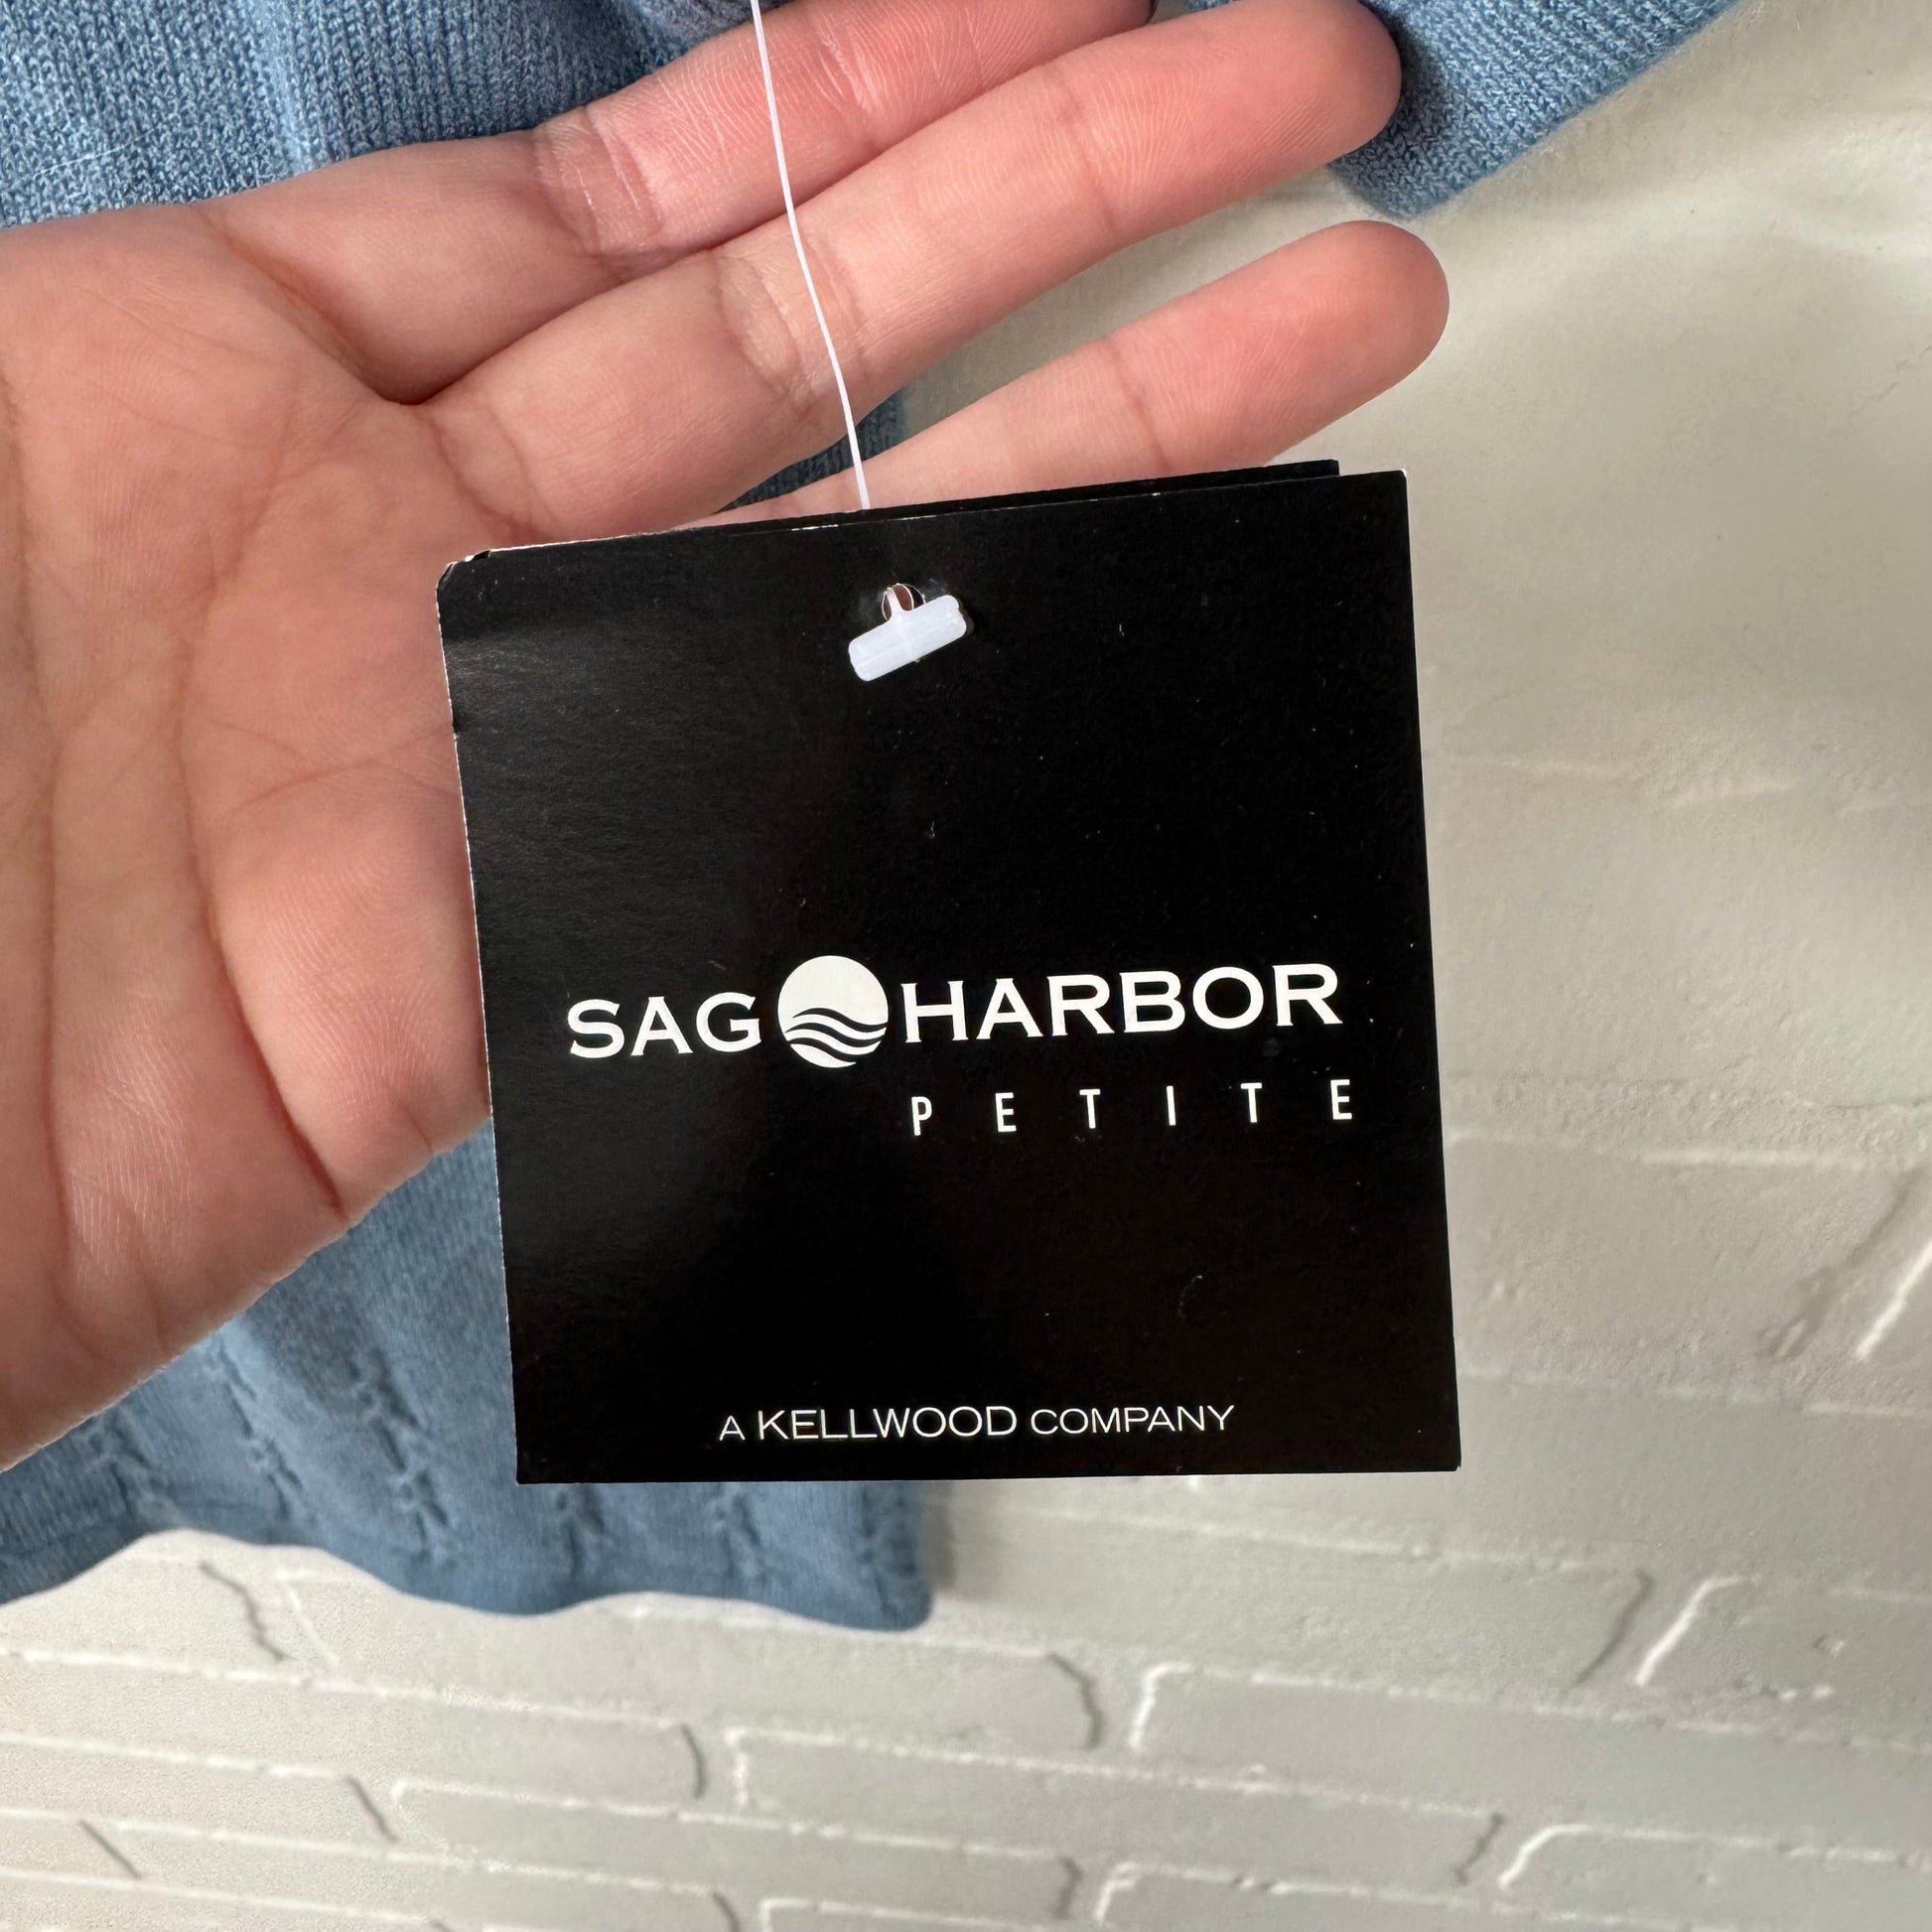 SAG HARBOR
PETITE
A KELLWOOD COMPANY